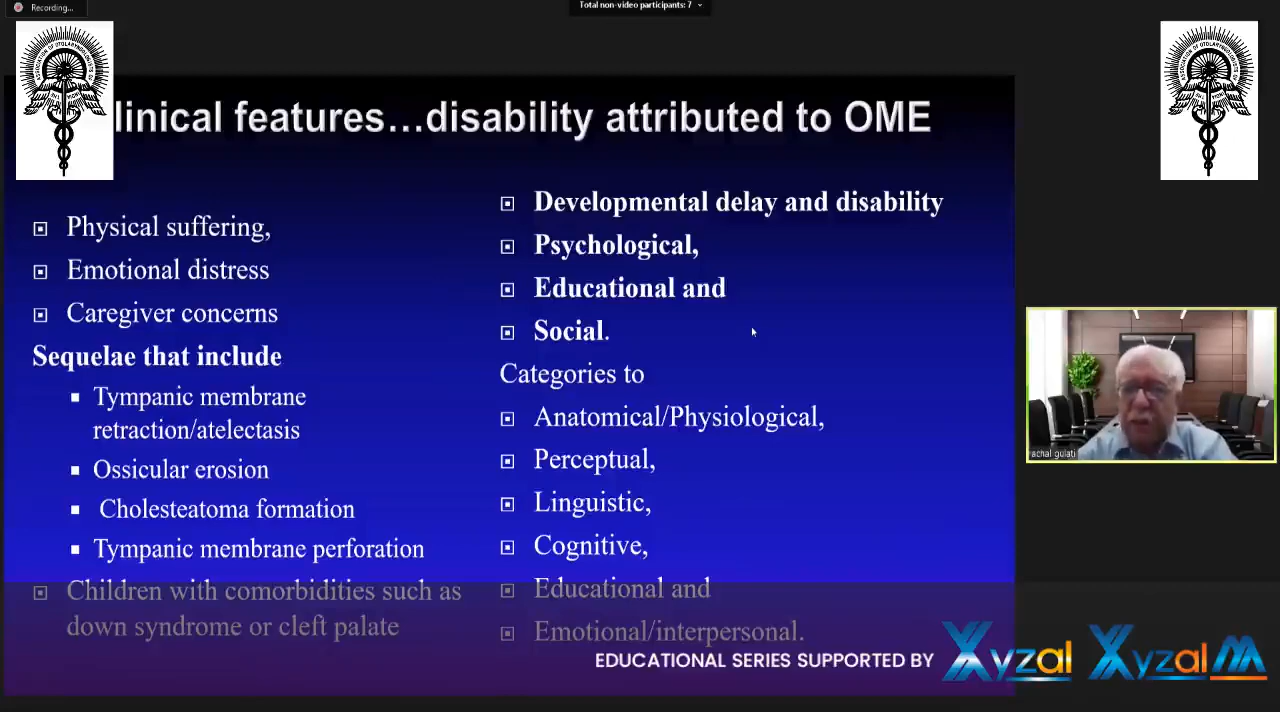 Recording...
Total non-video participants: 7
linical features...disability attributed to OME
Physical suffering,
Emotional distress
Caregiver concerns
Sequelae that include
Tympanic membrane
retraction/atelectasis
Ossicular erosion
Cholesteatoma formation
Tympanic membrane perforation
Children with comorbidities such as
down syndrome or cleft palate
Developmental delay and disability
Psychological,
Educational and
Social.
Categories to
Anatomical/Physiological,
Perceptual,
Linguistic,
Cognitive,
Educational and
Emotional/interpersonal.
rachal gulati
EDUCATIONAL SERIES SUPPORTED BY
Xyzal
Xyzal M